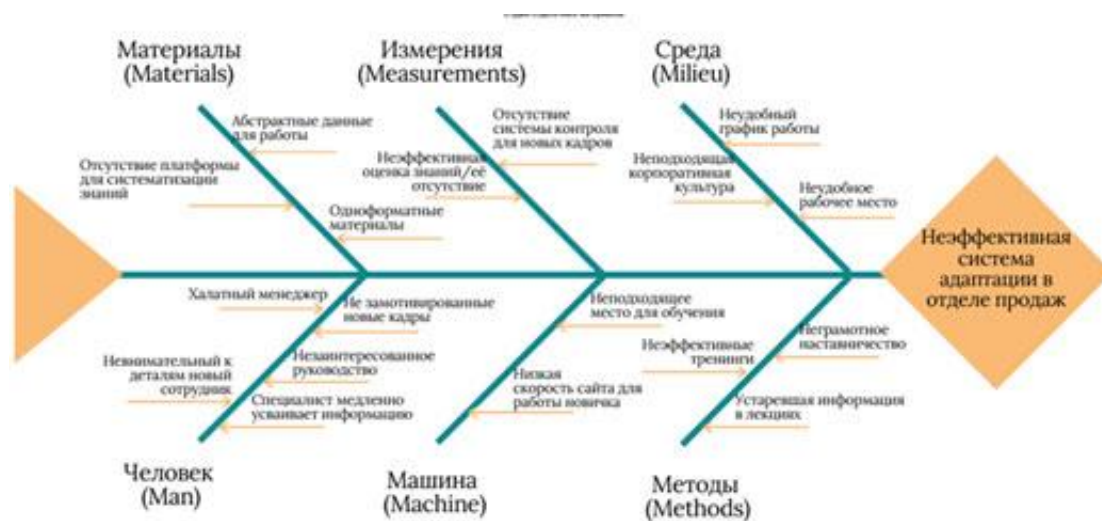 Материалы
(Materials)
Измерения
(Measurements)
Среда
(Milieu)
Абстрактные данные
для работы
Отсутствие платформы
для систематизации
знаний
Одноформатные
материалы
Отсутствие
системы контроля
для новых кадров
Неэффективная
оценка знаний/её
отсутствие
Неудобный
график работы
Неподходящая
корпоративная
культура
Неудобное
рабочее место
Неэффективная
система
адаптации в
отделе продаж
Халатный менеджер
Не замотивированные
новые кадры
Невнимательный к
деталям новый
сотрудник
Незаинтересованное
руководство
Специалист медленно
усваивает информацию
Неподходящее
место для обучения
Низкая
скорость сайта для
работы новичка
Неэффективные
тренинги
Неграмотное
наставничество
Устаревшая информация
в лекциях
Человек
(Man)
Машина
(Machine)
Методы
(Methods)